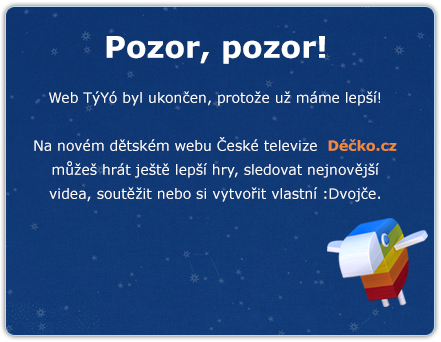 Pozor, pozor!
Web TýYó byl ukončen, protože už máme lepší!
Na novém dětském webu České televize Déčko.cz
můžeš hrát ještě lepší hry, sledovat nejnovější
videa, soutěžit nebo si vytvořit vlastní :Dvojče.